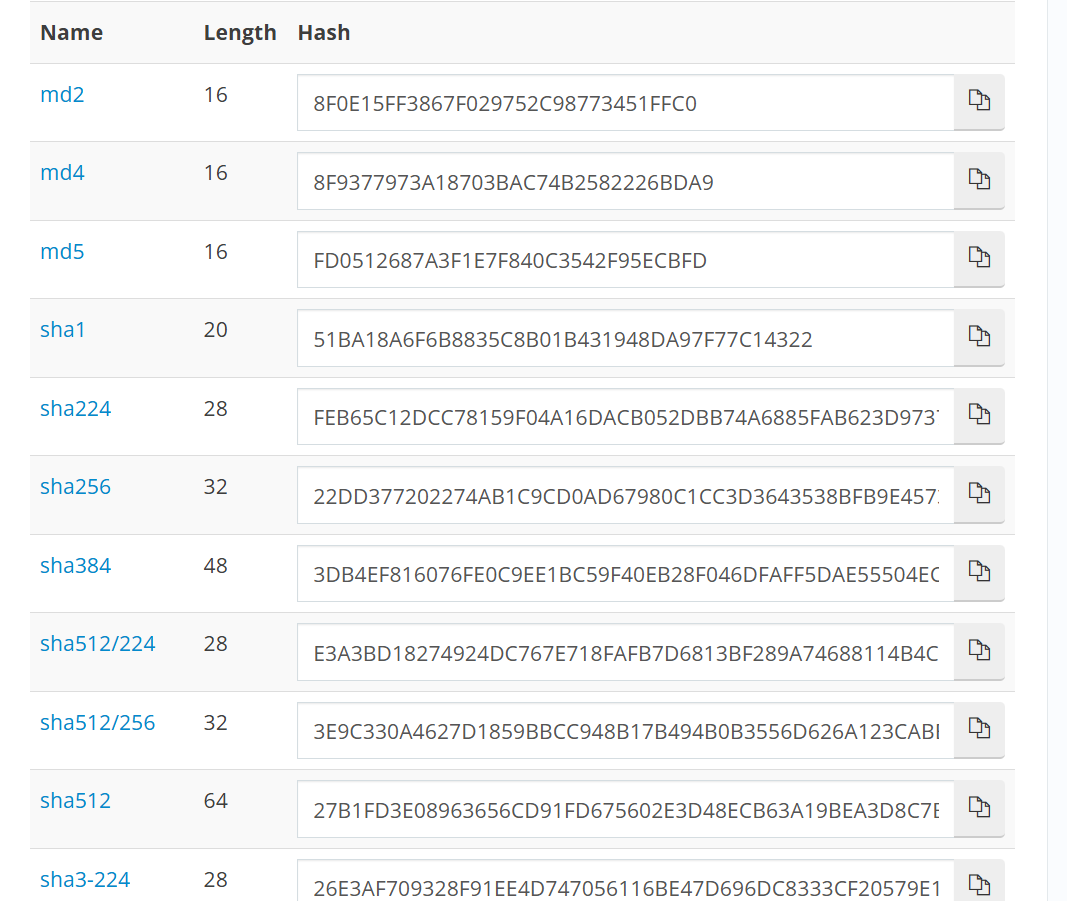 Name Length Hash
md2 16 8F0E15FF3867F029752C98773451FFC0
md4 16 8F9377973A18703BAC74B2582226BDA9
md5 16 FD0512687A3F1E7F840C3542F95ECBFD
sha1 20 51BA18A6F6B8835C8B01B431948DA97F77C14322
sha224 28 FEB65C12DCC78159F04A16DACB052DBB74A6885FAB623D973
sha256 32 22DD377202274AB1C9CD0AD67980C1CC3D3643538BFB9E457
sha384 48 3DB4EF816076FE0C9EE1BC59F40EB28F046DFAFF5DAE55504E
sha512/224 28 E3A3BD18274924DC767E718FAFB7D6813BF289A74688114B4C
sha512/256 32 3E9C330A4627D1859BBCC948B17B494B0B3556D626A123CAB
sha512 64 27B1FD3E08963656CD91FD675602E3D48ECB63A19BEA3D8C7
sha3-224 28 26E3AF709328F91EE4D747056116BE47D696DC8333CF20579E1